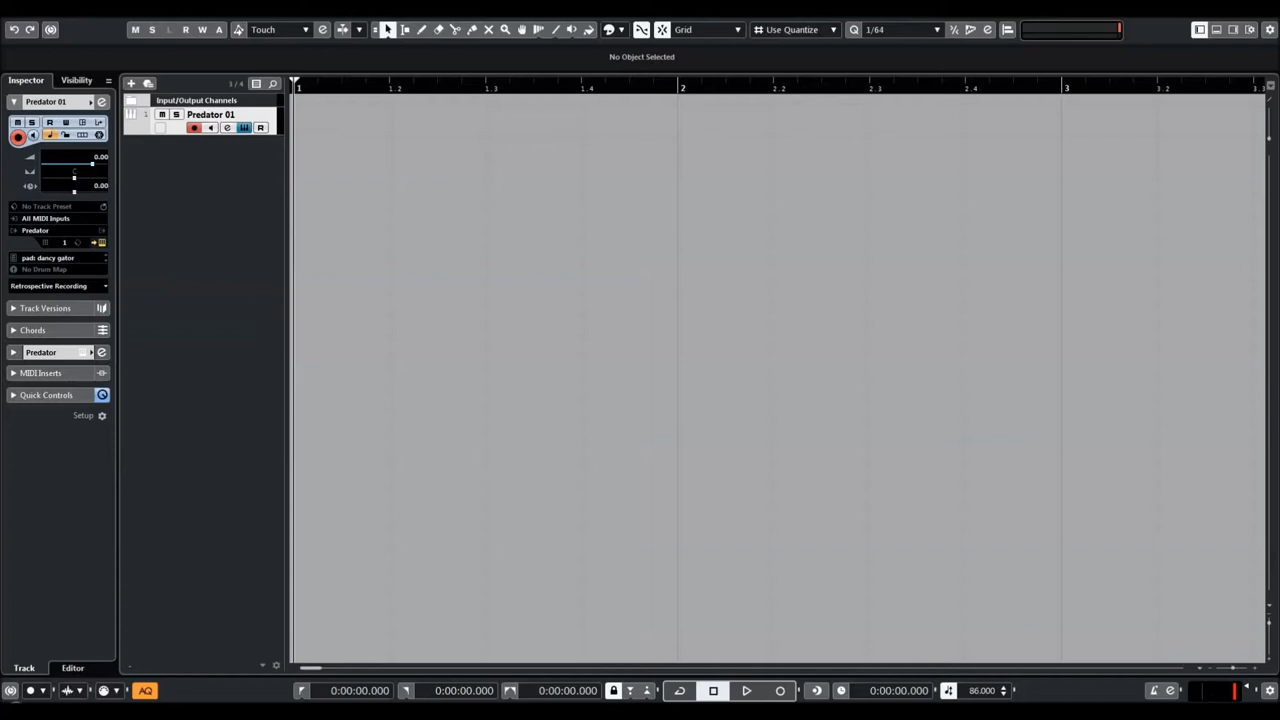 M S L R W A Touch Grid Use Quantize Q 1/64
No Object Selected
Inspector Visibility 3 / 4 1 1.2 1.3 1.4 2 2.2 2.3 2.4 3 3.2 3.3
Predator 01 Input/Output Channels
1 M S Predator 01
M S R W
R
0.00
C
0.00
No Track Preset
All MIDI Inputs
Predator
1
pad: dancy gator
No Drum Map
Retrospective Recording
Track Versions
Chords
Predator
MIDI Inserts
Quick Controls
Setup
Track Editor
AQ 0:00:00.000 0:00:00.000 0:00:00.000 0:00:00.000 86.000